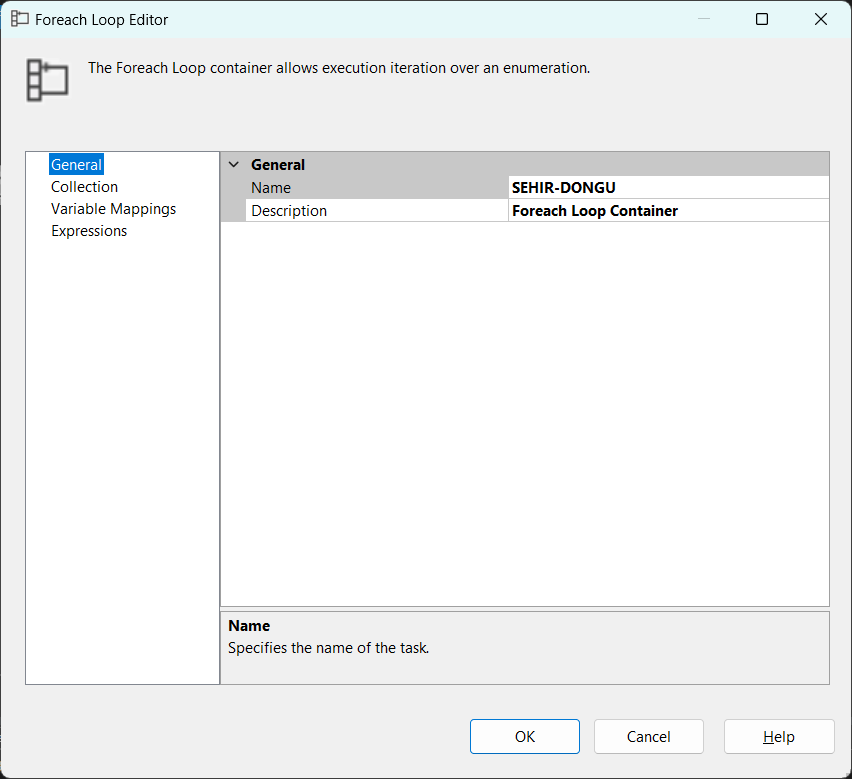 Foreach Loop Editor
The Foreach Loop container allows execution iteration over an enumeration.
General
Collection
Variable Mappings
Expressions
General
Name SEHIR-DONGU
Description Foreach Loop Container
Name
Specifies the name of the task.
OK Cancel Help